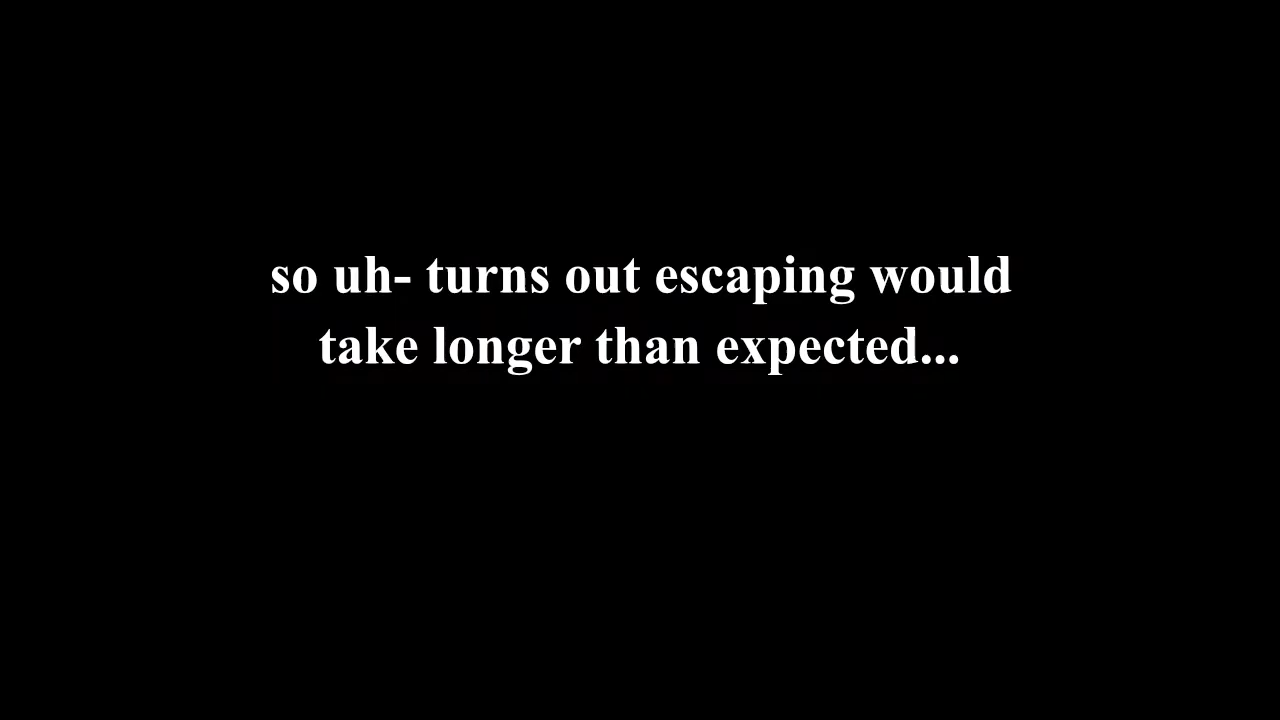 so uh- turns out escaping would
take longer than expected...